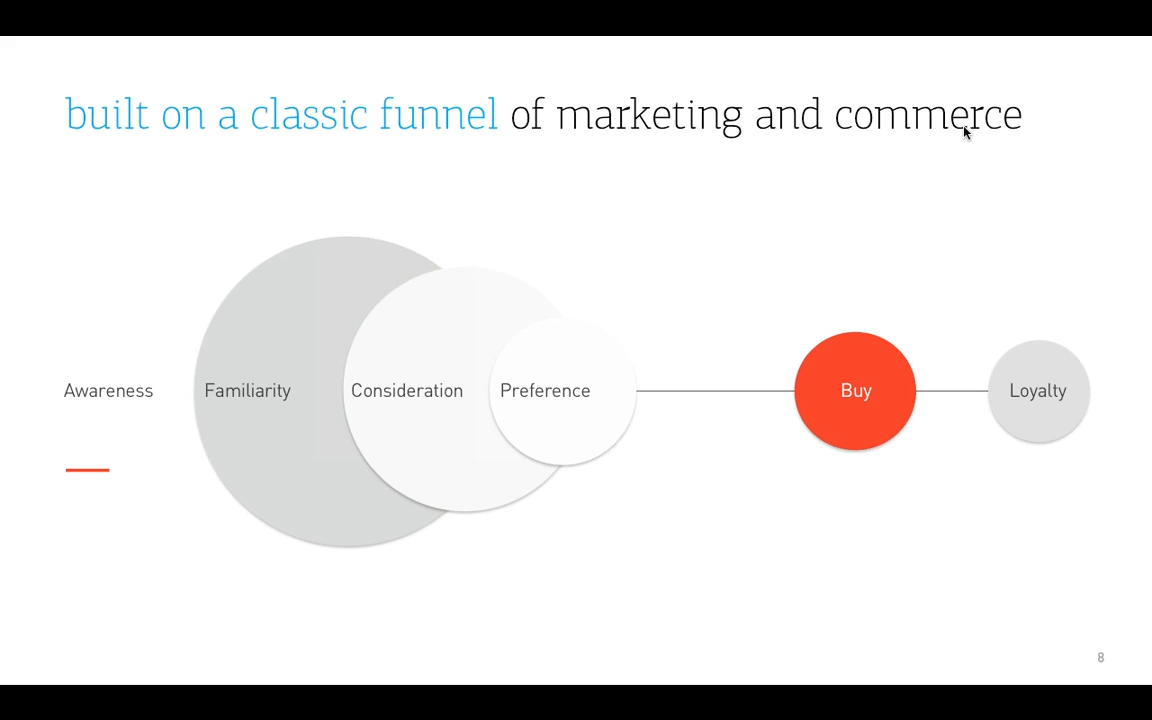 built on a classic funnel of marketing and commerce
Awareness Familiarity Consideration Preference Buy Loyalty
8